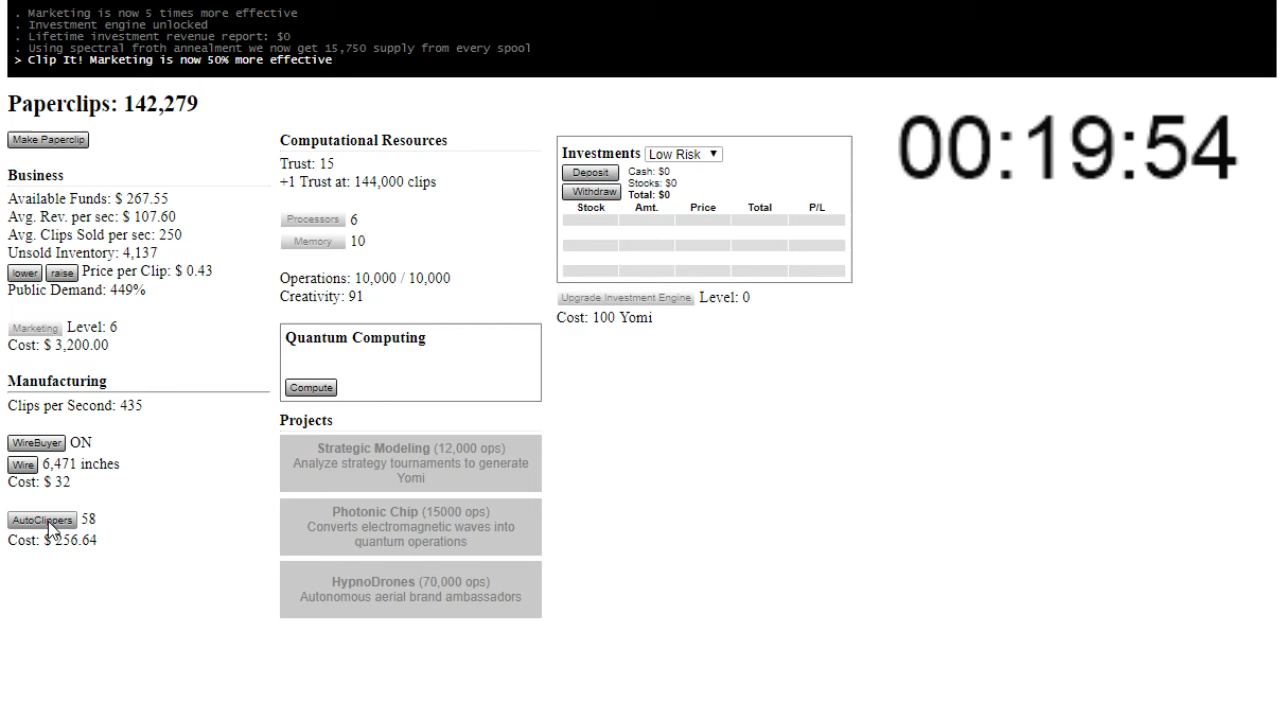 . Marketing is now 5 times more effective
. Investment engine unlocked
. Lifetime investment revenue report: $0
. Using spectral froth annealment we now get 15,750 supply from every spool
> Clip It! Marketing is now 50% more effective
Paperclips: 142,279
00:19:54
Make Paperclip
Business
Available Funds: $ 267.55
Avg. Rev. per sec: $ 107.60
Avg. Clips Sold per sec: 250
Unsold Inventory: 4,137
lower raise Price per Clip: $ 0.43
Public Demand: 449%
Marketing Level: 6
Cost: $ 3,200.00
Manufacturing
Clips per Second: 435
WireBuyer ON
Wire 6,471 inches
Cost: $ 32
AutoClippers 58
Cost: $ 256.64
Computational Resources
Trust: 15
+1 Trust at: 144,000 clips
Processors 6
Memory 10
Operations: 10,000 / 10,000
Creativity: 91
Quantum Computing
Compute
Projects
Strategic Modeling (12,000 ops)
Analyze strategy tournaments to generate
Yomi
Photonic Chip (15000 ops)
Converts electromagnetic waves into
quantum operations
HypnoDrones (70,000 ops)
Autonomous aerial brand ambassadors
Investments Low Risk ▼
Deposit Cash: $0
Stocks: $0
Withdraw Total: $0
Stock Amt. Price Total P/L
Upgrade Investment Engine Level: 0
Cost: 100 Yomi